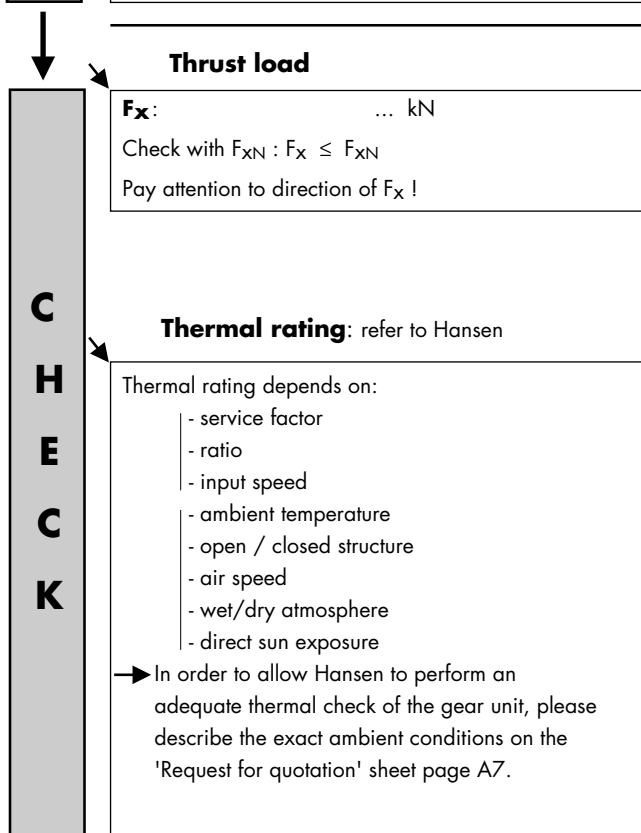 Thrust load
Fx: ... kN
Check with FxN : Fx ≤ FxN
Pay attention to direction of Fx !
C
H
E
C
K
Thermal rating: refer to Hansen
Thermal rating depends on:
- service factor
- ratio
- input speed
- ambient temperature
- open / closed structure
- air speed
- wet/dry atmosphere
- direct sun exposure
In order to allow Hansen to perform an
adequate thermal check of the gear unit, please
describe the exact ambient conditions on the
'Request for quotation' sheet page A7.